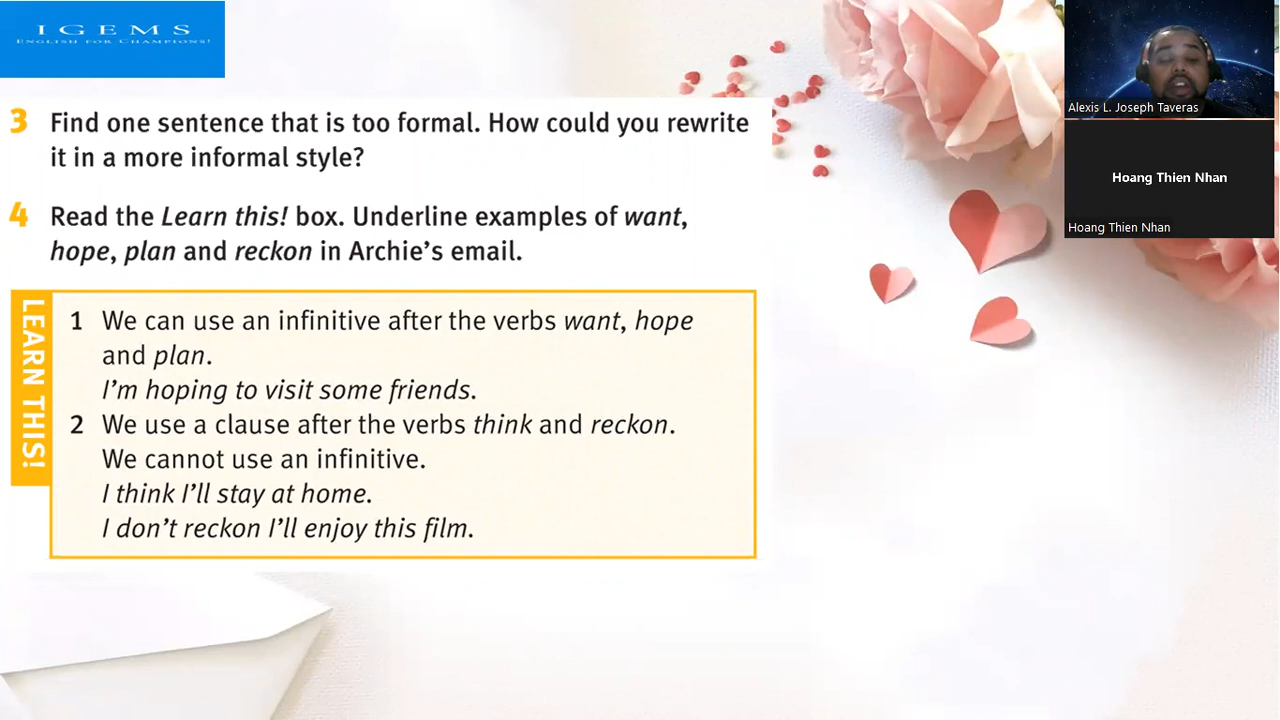 IGEMS
ENGLISH FOR CHAMPIONS!
3 Find one sentence that is too formal. How could you rewrite
it in a more informal style?
4 Read the Learn this! box. Underline examples of want,
hope, plan and reckon in Archie's email.
LEARN THIS!
1 We can use an infinitive after the verbs want, hope
and plan.
I'm hoping to visit some friends.
2 We use a clause after the verbs think and reckon.
We cannot use an infinitive.
I think I'll stay at home.
I don't reckon I'll enjoy this film.
Alexis L. Joseph Taveras
Hoang Thien Nhan
Hoang Thien Nhan